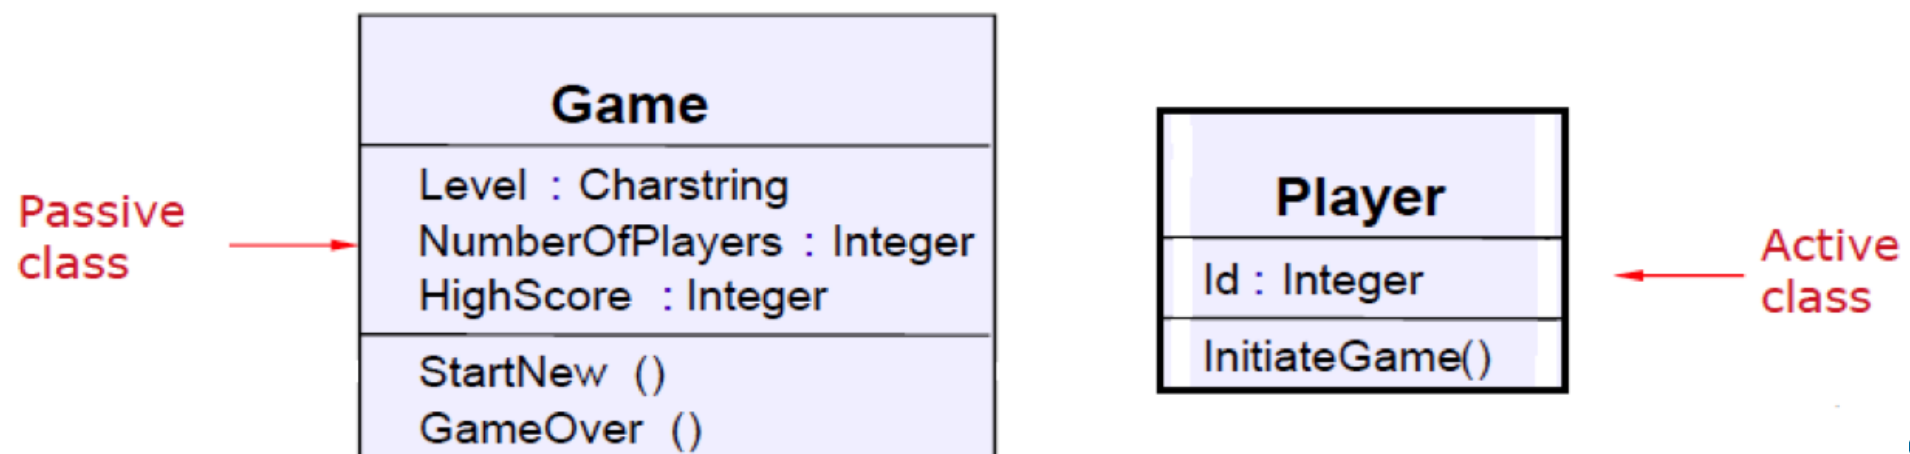 Passive
class
Game
Level : Charstring
NumberOfPlayers : Integer
HighScore : Integer
StartNew ()
GameOver ()
Player
Id : Integer
InitiateGame()
Active
class